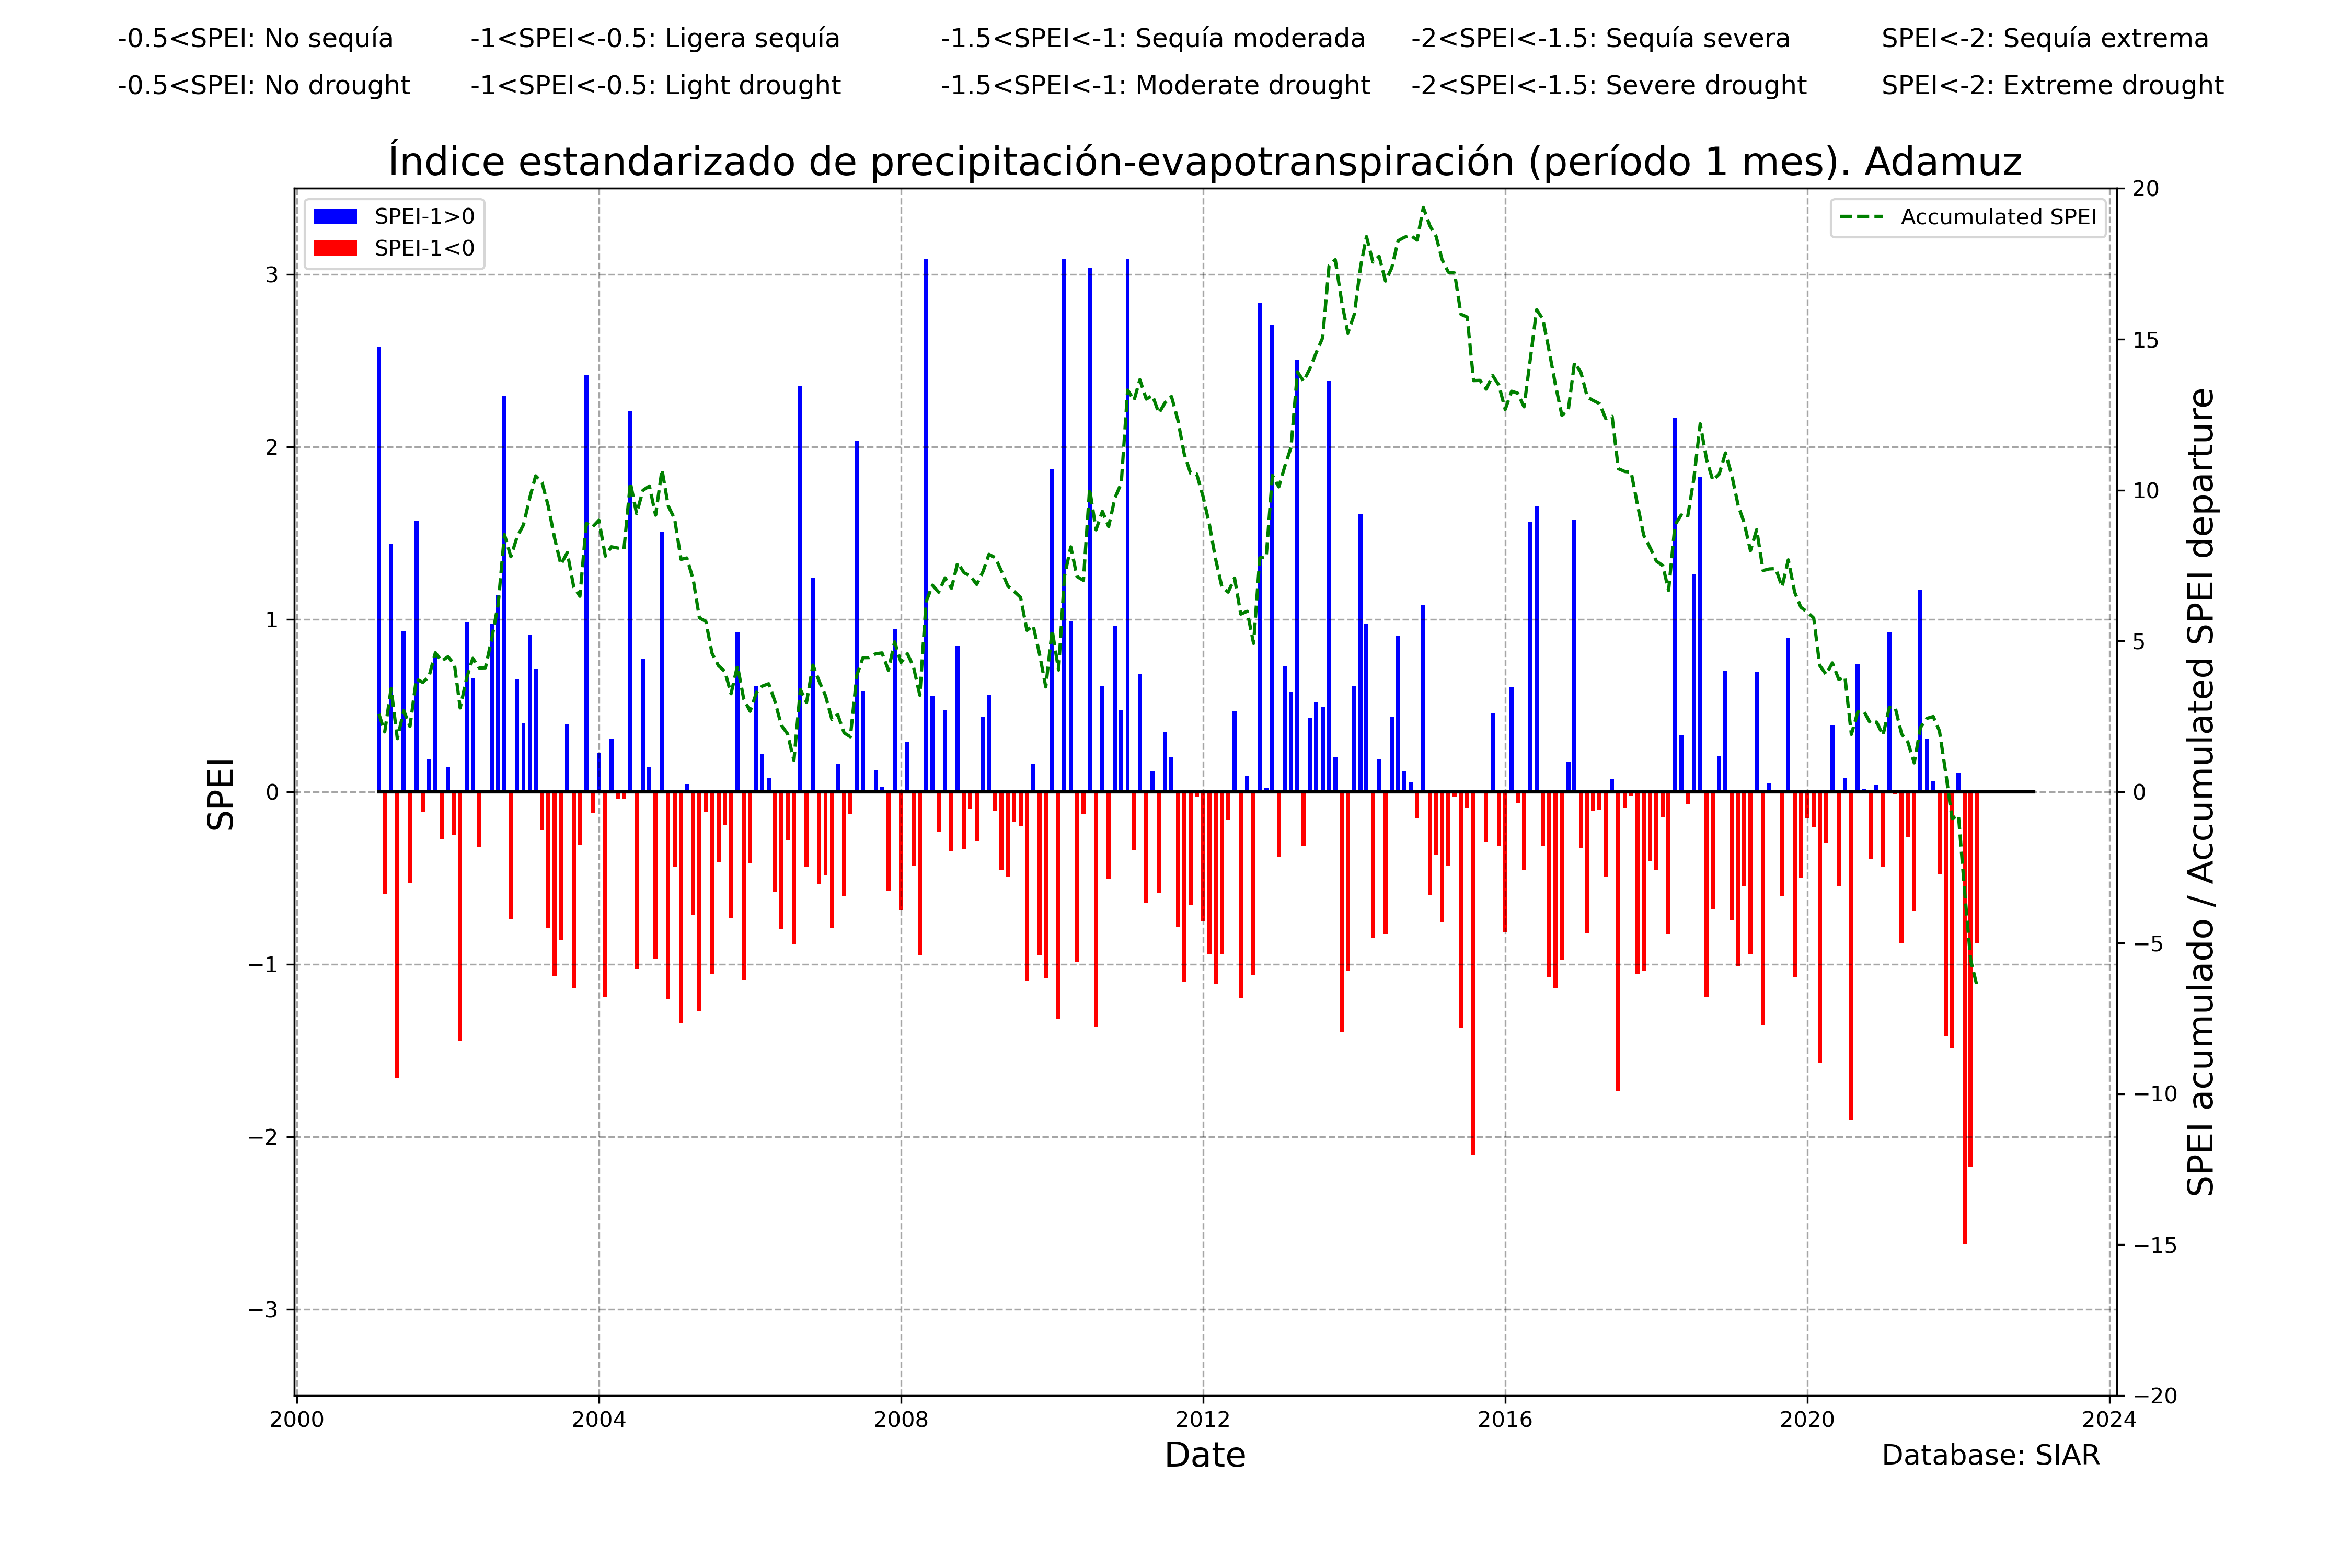 -0.5<SPEI: No sequía
-1<SPEI<-0.5: Ligera sequía
-1.5<SPEI<-1: Sequía moderada
-2<SPEI<-1.5: Sequía severa
SPEI<-2: Sequía extrema
-0.5<SPEI: No drought
-1<SPEI<-0.5: Light drought
-1.5<SPEI<-1: Moderate drought
-2<SPEI<-1.5: Severe drought
SPEI<-2: Extreme drought
Índice estandarizado de precipitación-evapotranspiración (período 1 mes). Adamuz
SPEI-1>0
SPEI-1<0
Accumulated SPEI
SPEI
3
2
1
0
−1
−2
−3
20
15
10
5
0
−5
−10
−15
−20
SPEI acumulado / Accumulated SPEI departure
2000
2004
2008
2012
2016
2020
2024
Date
Database: SIAR